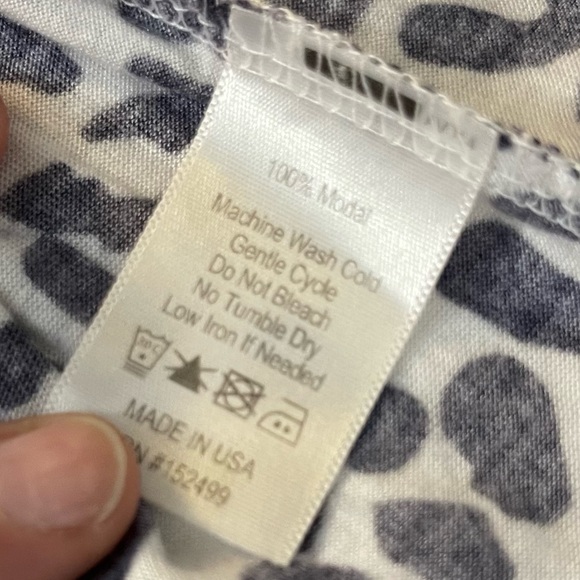 100% Modal
Machine Wash Cold
Gentle Cycle
Do Not Bleach
No Tumble Dry
Low Iron If Needed
MADE IN USA
#152499